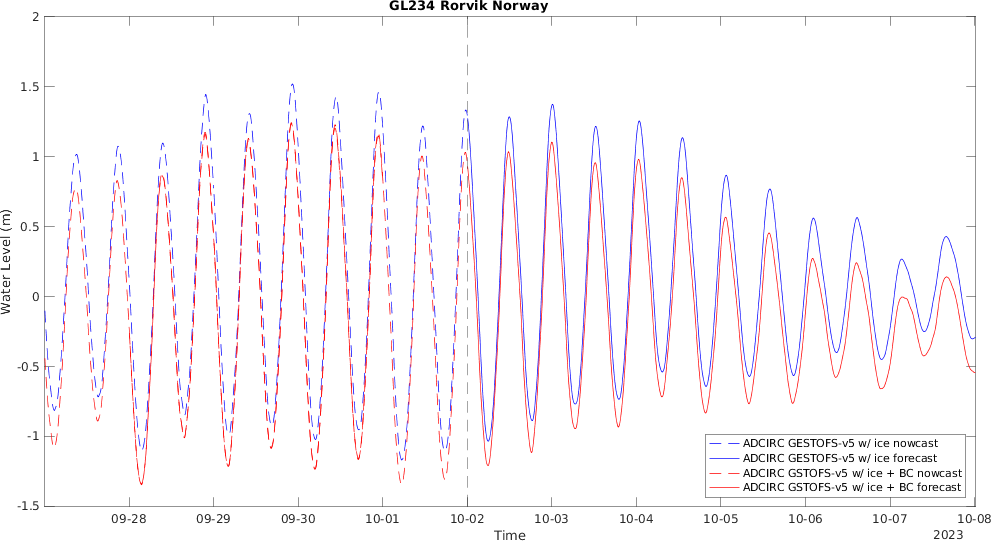 GL234 Rorvik Norway
2
1.5
1
0.5
0
-0.5
-1
-1.5
Water Level (m)
09-28 09-29 09-30 10-01 10-02 10-03 10-04 10-05 10-06 10-07 10-08
Time
2023
ADCIRC GESTOFS-v5 w/ ice nowcast
ADCIRC GESTOFS-v5 w/ ice forecast
ADCIRC GSTOFS-v5 w/ ice + BC nowcast
ADCIRC GSTOFS-v5 w/ ice + BC forecast